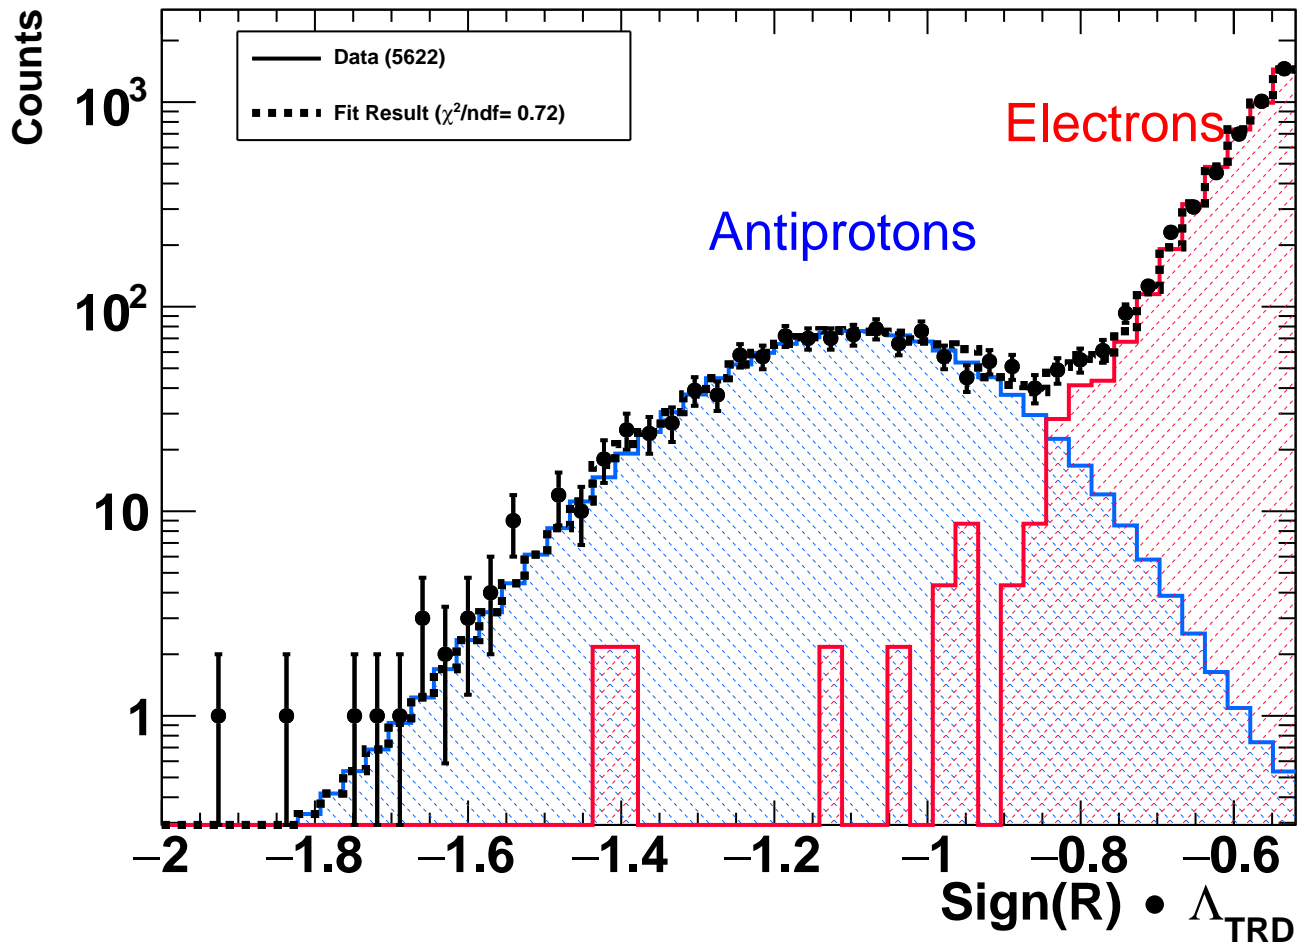 Counts
Data (5622)
Fit Result (χ²/ndf= 0.72)
Electrons
Antiprotons
10³
10²
10
1
−2 −1.8 −1.6 −1.4 −1.2 −1 −0.8 −0.6
Sign(R) • Λ_TRD